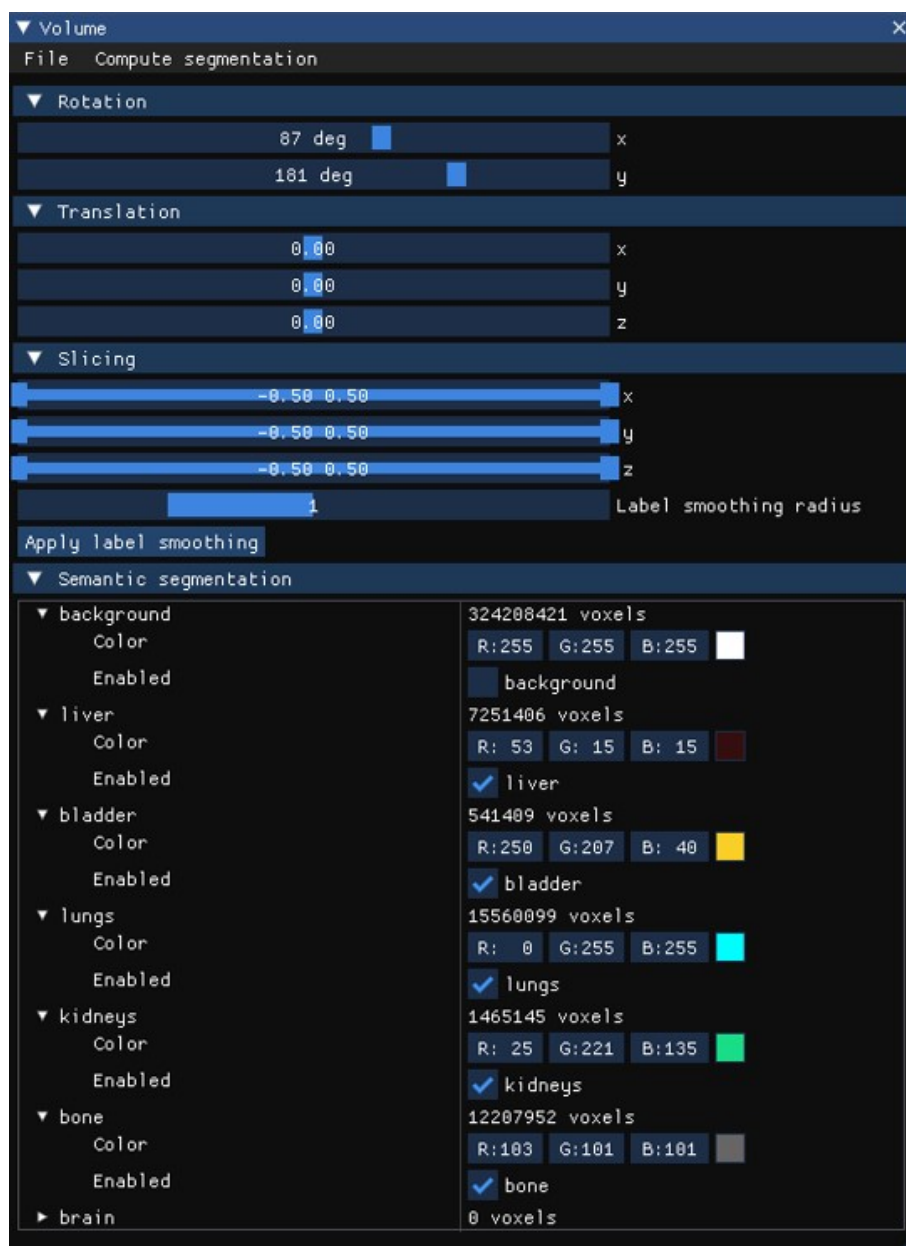 Volume
File Compute segmentation
Rotation
87 deg x
181 deg y
Translation
0.00 x
0.00 y
0.00 z
Slicing
-0.50 0.50 x
-0.50 0.50 y
-0.50 0.50 z
1 Label smoothing radius
Apply label smoothing
Semantic segmentation
background 324208421 voxels
Color R:255 G:255 B:255
Enabled background
liver 7251406 voxels
Color R: 53 G: 15 B: 15
Enabled liver
bladder 541409 voxels
Color R:250 G:207 B: 40
Enabled bladder
lungs 15560099 voxels
Color R: 0 G:255 B:255
Enabled lungs
kidneys 1465145 voxels
Color R: 25 G:221 B:135
Enabled kidneys
bone 12207952 voxels
Color R:103 G:101 B:101
Enabled bone
brain 0 voxels